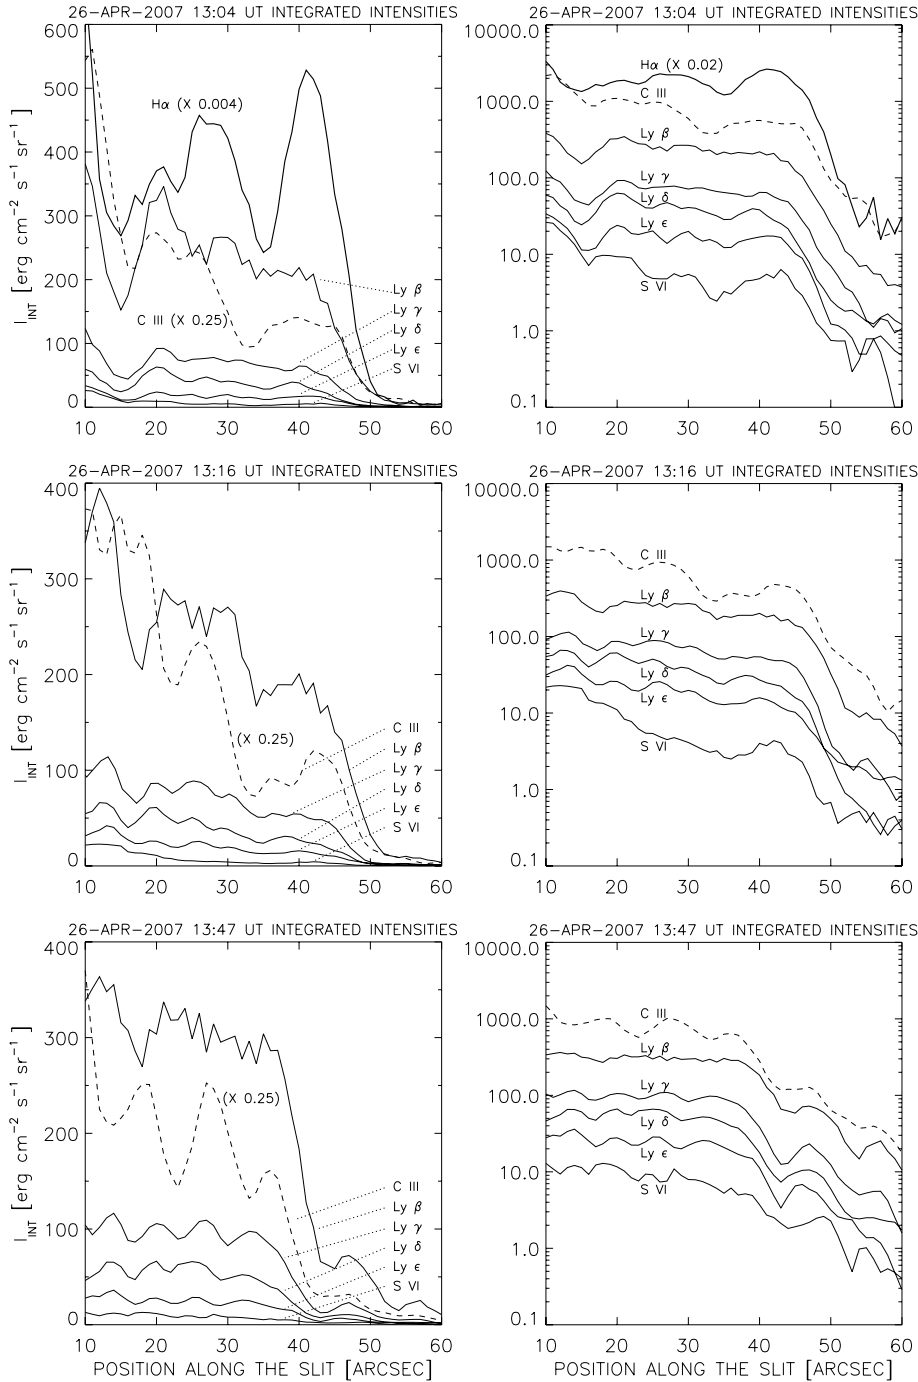 26-APR-2007 13:04 UT INTEGRATED INTENSITIES
600
500
400
300
200
100
0
I_INT [erg cm⁻² s⁻¹ sr⁻¹]
Hα (X 0.004)
C III (X 0.25)
Ly β
Ly γ
Ly δ
Ly ϵ
S VI
10 20 30 40 50 60
26-APR-2007 13:04 UT INTEGRATED INTENSITIES
10000.0
1000.0
100.0
10.0
1.0
0.1
Hα (X 0.02)
C III
Ly β
Ly γ
Ly δ
Ly ϵ
S VI
10 20 30 40 50 60
26-APR-2007 13:16 UT INTEGRATED INTENSITIES
400
300
200
100
0
I_INT [erg cm⁻² s⁻¹ sr⁻¹]
(X 0.25)
C III
Ly β
Ly γ
Ly δ
Ly ϵ
S VI
10 20 30 40 50 60
26-APR-2007 13:16 UT INTEGRATED INTENSITIES
10000.0
1000.0
100.0
10.0
1.0
0.1
C III
Ly β
Ly γ
Ly δ
Ly ϵ
S VI
10 20 30 40 50 60
26-APR-2007 13:47 UT INTEGRATED INTENSITIES
400
300
200
100
0
I_INT [erg cm⁻² s⁻¹ sr⁻¹]
(X 0.25)
C III
Ly β
Ly γ
Ly δ
Ly ϵ
S VI
10 20 30 40 50 60
POSITION ALONG THE SLIT [ARCSEC]
26-APR-2007 13:47 UT INTEGRATED INTENSITIES
10000.0
1000.0
100.0
10.0
1.0
0.1
C III
Ly β
Ly γ
Ly δ
Ly ϵ
S VI
10 20 30 40 50 60
POSITION ALONG THE SLIT [ARCSEC]